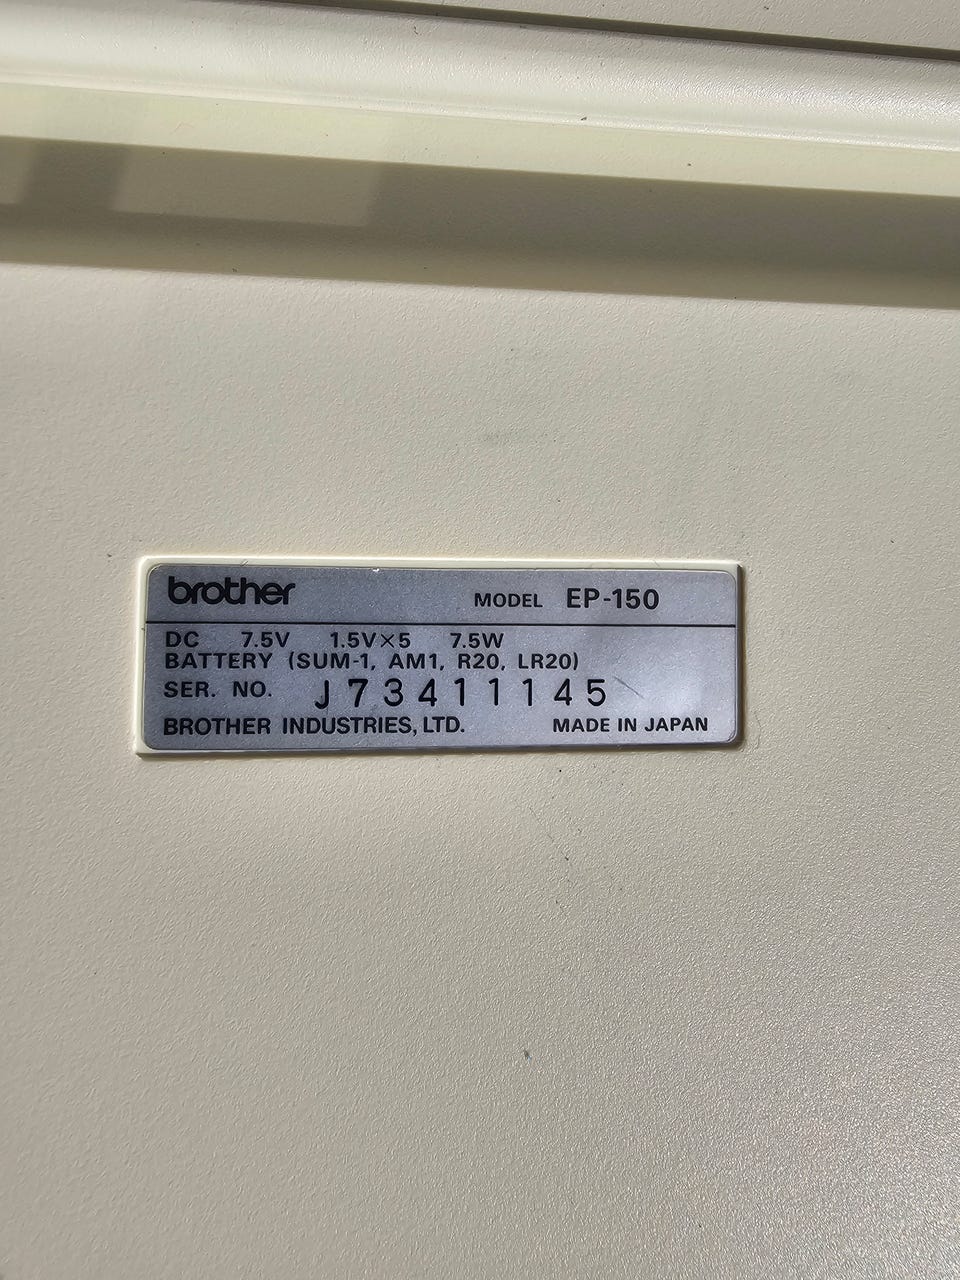 brother MODEL EP-150
DC 7.5V 1.5V×5 7.5W
BATTERY (SUM-1, AM1, R20, LR20)
SER. NO. J73411145
BROTHER INDUSTRIES, LTD. MADE IN JAPAN